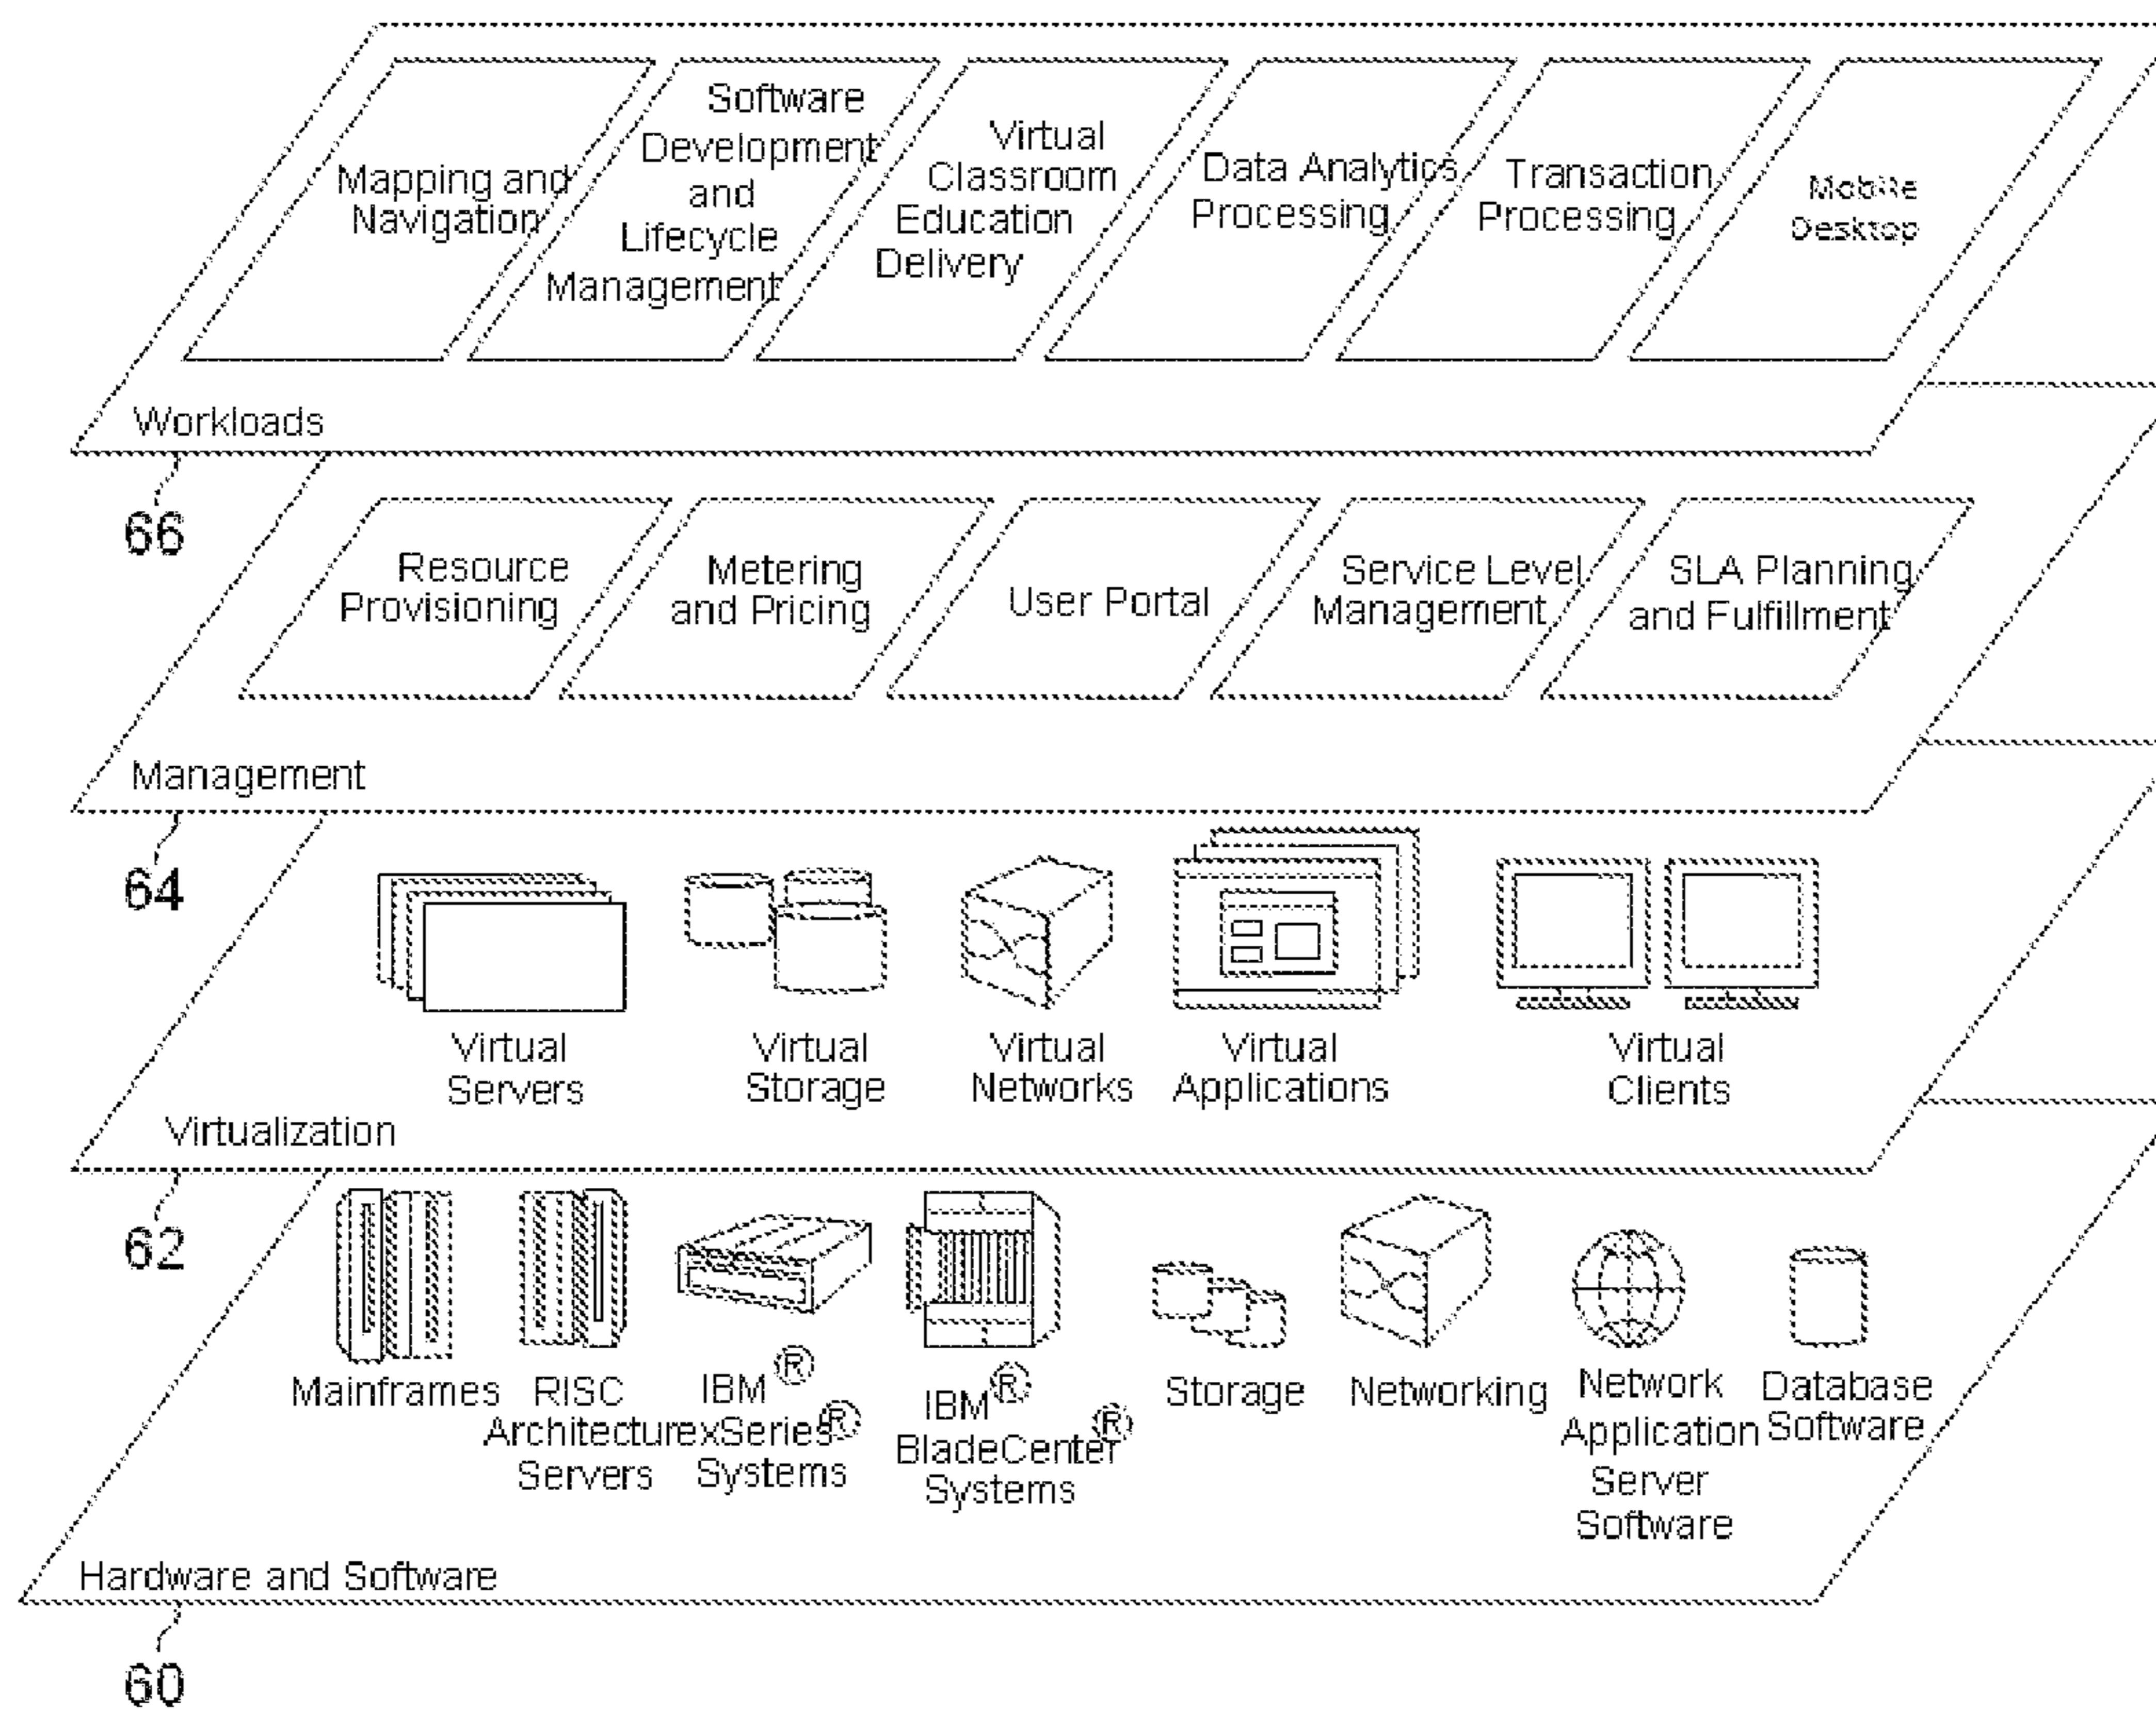 Mapping and
Navigation
Software
Development
and
Lifecycle
Management
Virtual
Classroom
Education
Delivery
Data Analytics
Processing
Transaction
Processing
Mobile
Desktop
Workloads
66
Resource
Provisioning
Metering
and Pricing
User Portal
Service Level
Management
SLA Planning
and Fulfillment
Management
64
Virtual
Servers
Virtual
Storage
Virtual
Networks
Virtual
Applications
Virtual
Clients
Virtualization
62
Mainframes
RISC
Architecture
Servers
IBM ®
xSeries®
Systems
IBM®
BladeCenter®
Systems
Storage
Networking
Network
Application
Server
Software
Database
Software
Hardware and Software
60